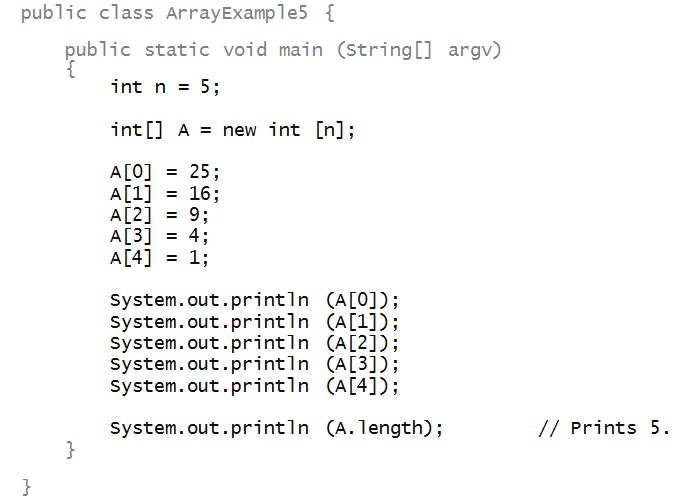 public class ArrayExample5 {
public static void main (String[] argv)
{
int n = 5;
int[] A = new int [n];
A[0] = 25;
A[1] = 16;
A[2] = 9;
A[3] = 4;
A[4] = 1;
System.out.println (A[0]);
System.out.println (A[1]);
System.out.println (A[2]);
System.out.println (A[3]);
System.out.println (A[4]);
System.out.println (A.length); // Prints 5.
}
}